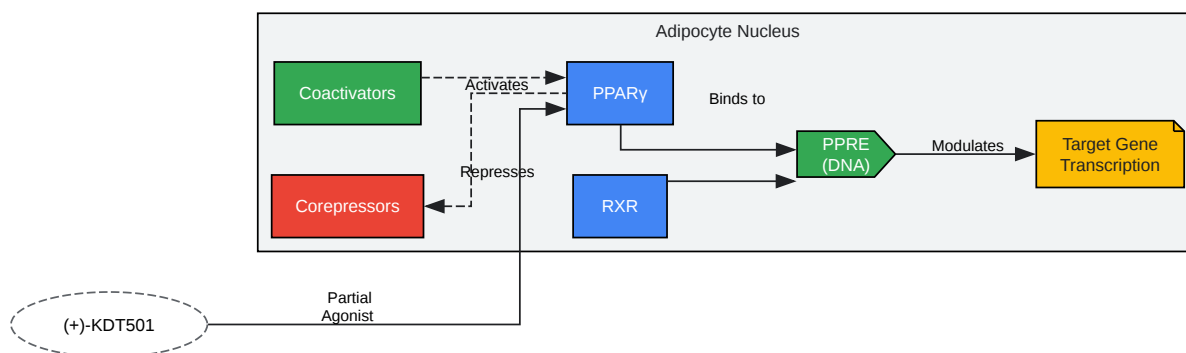 Adipocyte Nucleus
Coactivators
Activates
PPARγ
Binds to
PPRE
(DNA)
Modulates
Target Gene
Transcription
Represses
Corepressors
RXR
Partial
Agonist
(+)-KDT501